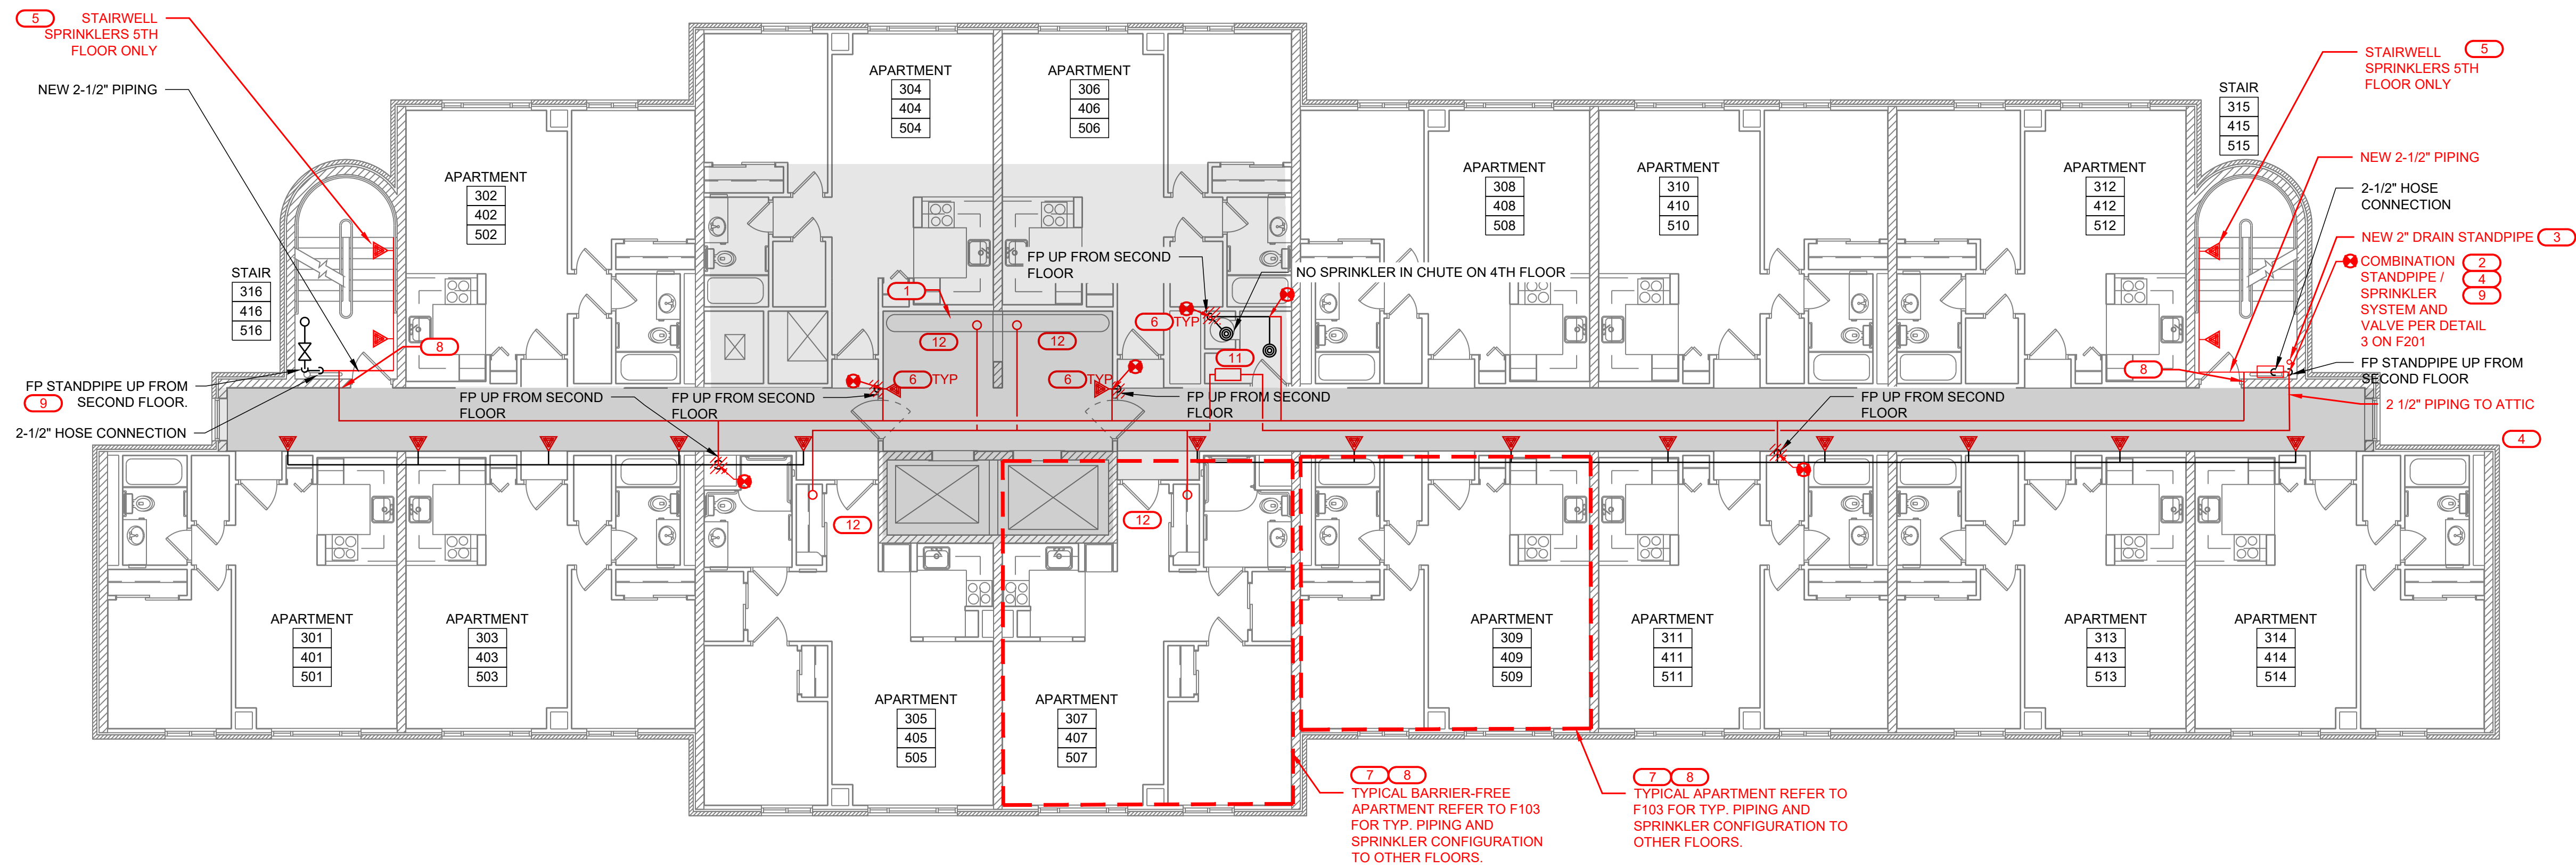 5
STAIRWELL
SPRINKLERS 5TH
FLOOR ONLY
NEW 2-1/2" PIPING
APARTMENT
302
402
502
STAIR
316
416
516
8
FP STANDPIPE UP FROM
SECOND FLOOR.
9
2-1/2" HOSE CONNECTION
APARTMENT
304
404
504
APARTMENT
306
406
506
FP UP FROM SECOND
FLOOR
NO SPRINKLER IN CHUTE ON 4TH FLOOR
1
12
12
6 TYP
11
6 TYP
6 TYP
FP UP FROM SECOND
FLOOR
FP UP FROM SECOND
FLOOR
FP UP FROM SECOND
FLOOR
FP UP FROM SECOND
FLOOR
APARTMENT
308
408
508
APARTMENT
310
410
510
APARTMENT
312
412
512
STAIR
315
415
515
STAIRWELL
SPRINKLERS 5TH
FLOOR ONLY
5
NEW 2-1/2" PIPING
2-1/2" HOSE
CONNECTION
NEW 2" DRAIN STANDPIPE
3
COMBINATION
STANDPIPE /
SPRINKLER
SYSTEM AND
VALVE PER DETAIL
3 ON F201
2
4
9
8
FP STANDPIPE UP FROM
SECOND FLOOR
2 1/2" PIPING TO ATTIC
4
12
12
APARTMENT
301
401
501
APARTMENT
303
403
503
APARTMENT
305
405
505
APARTMENT
307
407
507
APARTMENT
309
409
509
APARTMENT
311
411
511
APARTMENT
313
413
513
APARTMENT
314
414
514
7 8
TYPICAL BARRIER-FREE
APARTMENT REFER TO F103
FOR TYP. PIPING AND
SPRINKLER CONFIGURATION
TO OTHER FLOORS.
7 8
TYPICAL APARTMENT REFER TO
F103 FOR TYP. PIPING AND
SPRINKLER CONFIGURATION TO
OTHER FLOORS.